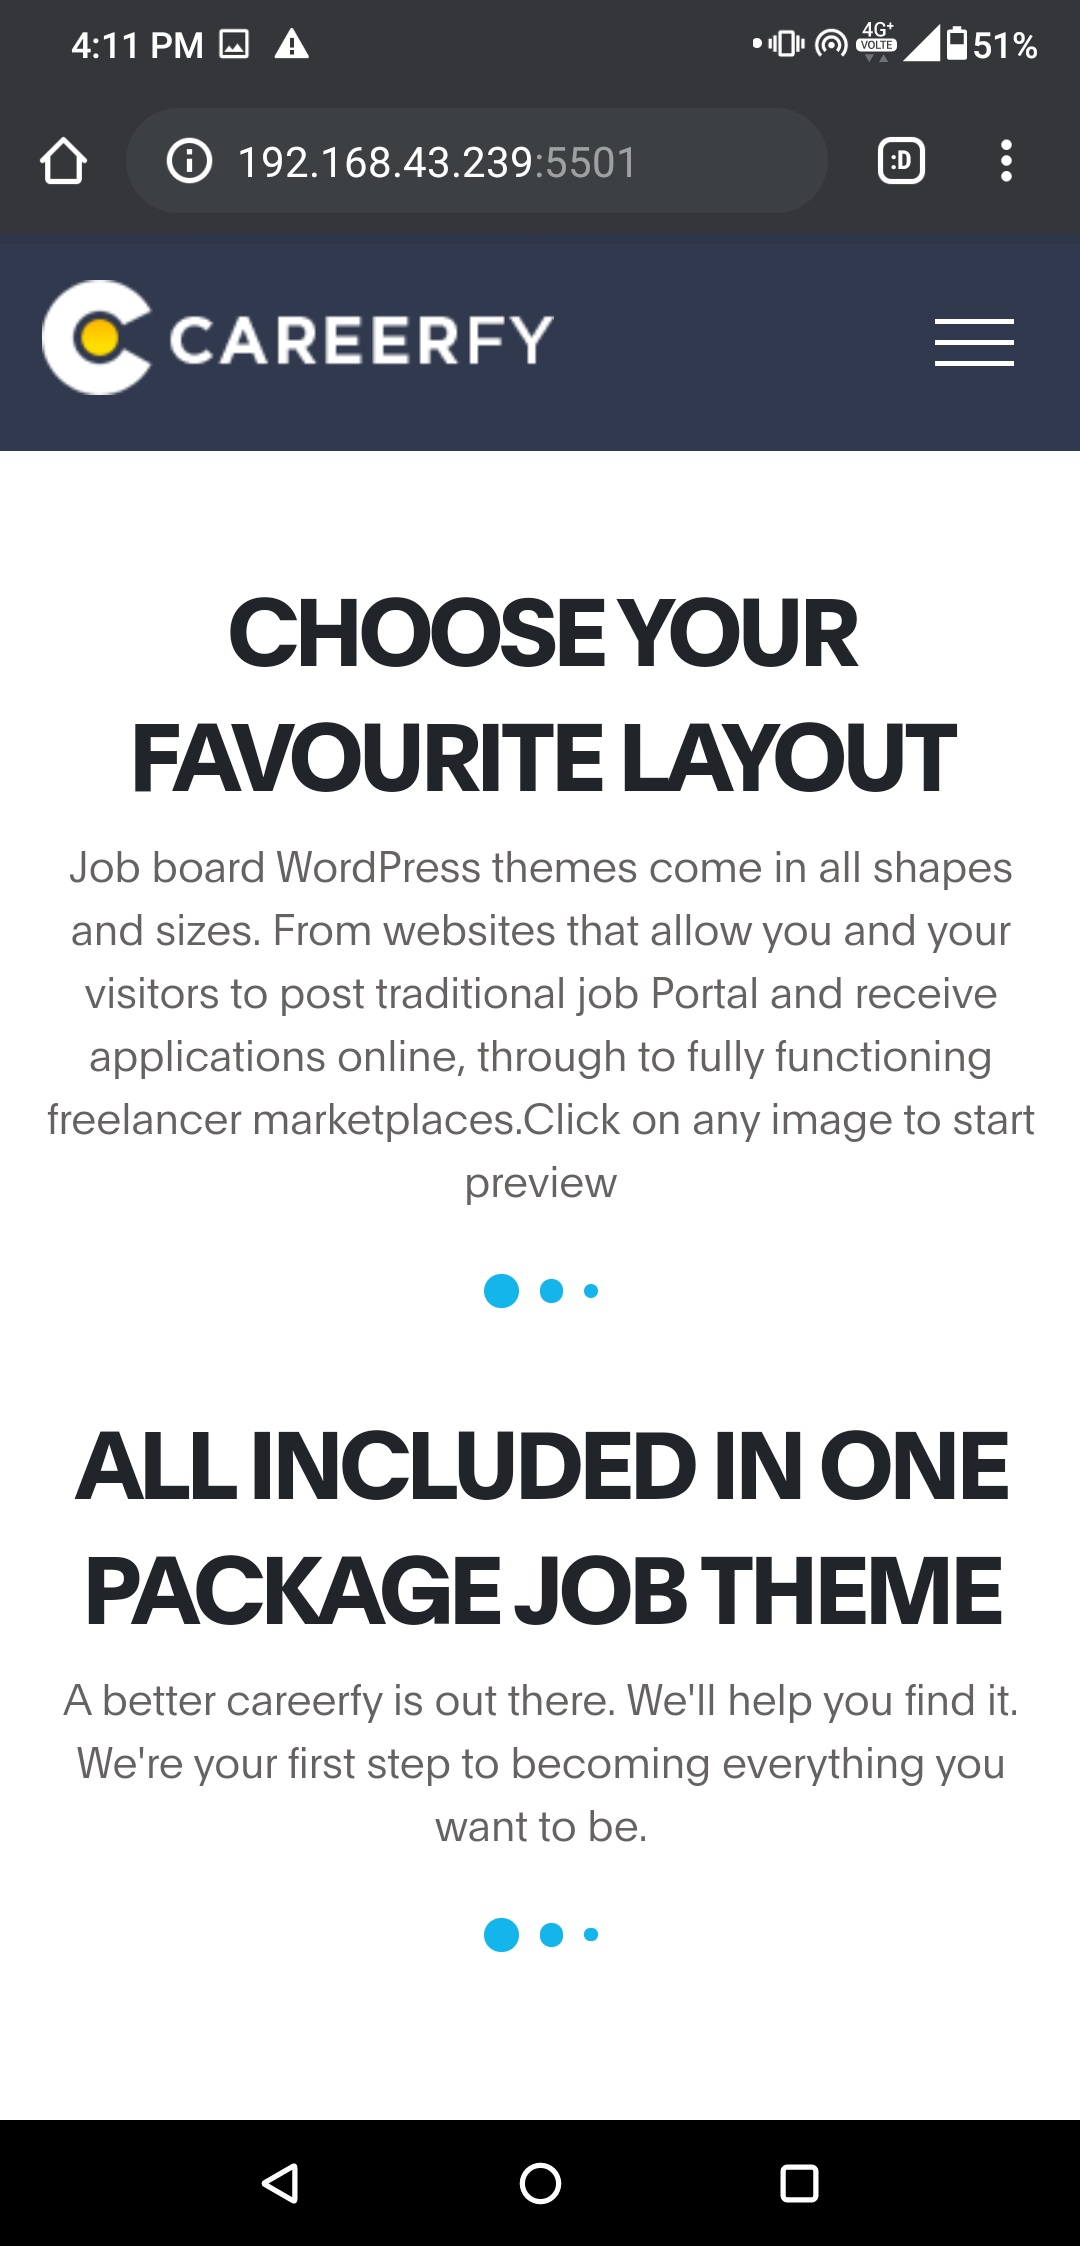 4:11 PM
4G+
VOLTE
51%
192.168.43.239:5501
:D
CAREERFY
CHOOSE YOUR
FAVOURITE LAYOUT
Job board WordPress themes come in all shapes
and sizes. From websites that allow you and your
visitors to post traditional job Portal and receive
applications online, through to fully functioning
freelancer marketplaces.Click on any image to start
preview
ALL INCLUDED IN ONE
PACKAGE JOB THEME
A better careerfy is out there. We'll help you find it.
We're your first step to becoming everything you
want to be.